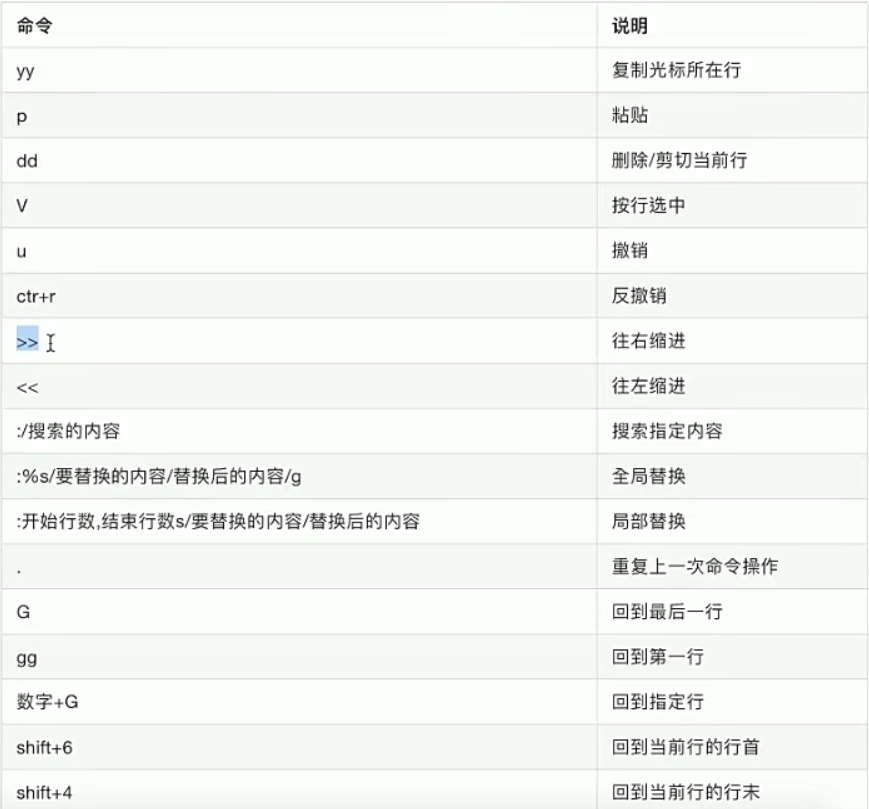 命令 说明
yy 复制光标所在行
p 粘贴
dd 删除/剪切当前行
V 按行选中
u 撤销
ctr+r 反撤销
>> 往右缩进
<< 往左缩进
:/搜索的内容 搜索指定内容
:%s/要替换的内容/替换后的内容/g 全局替换
:开始行数,结束行数s/要替换的内容/替换后的内容 局部替换
. 重复上一次命令操作
G 回到最后一行
gg 回到第一行
数字+G 回到指定行
shift+6 回到当前行的行首
shift+4 回到当前行的行末